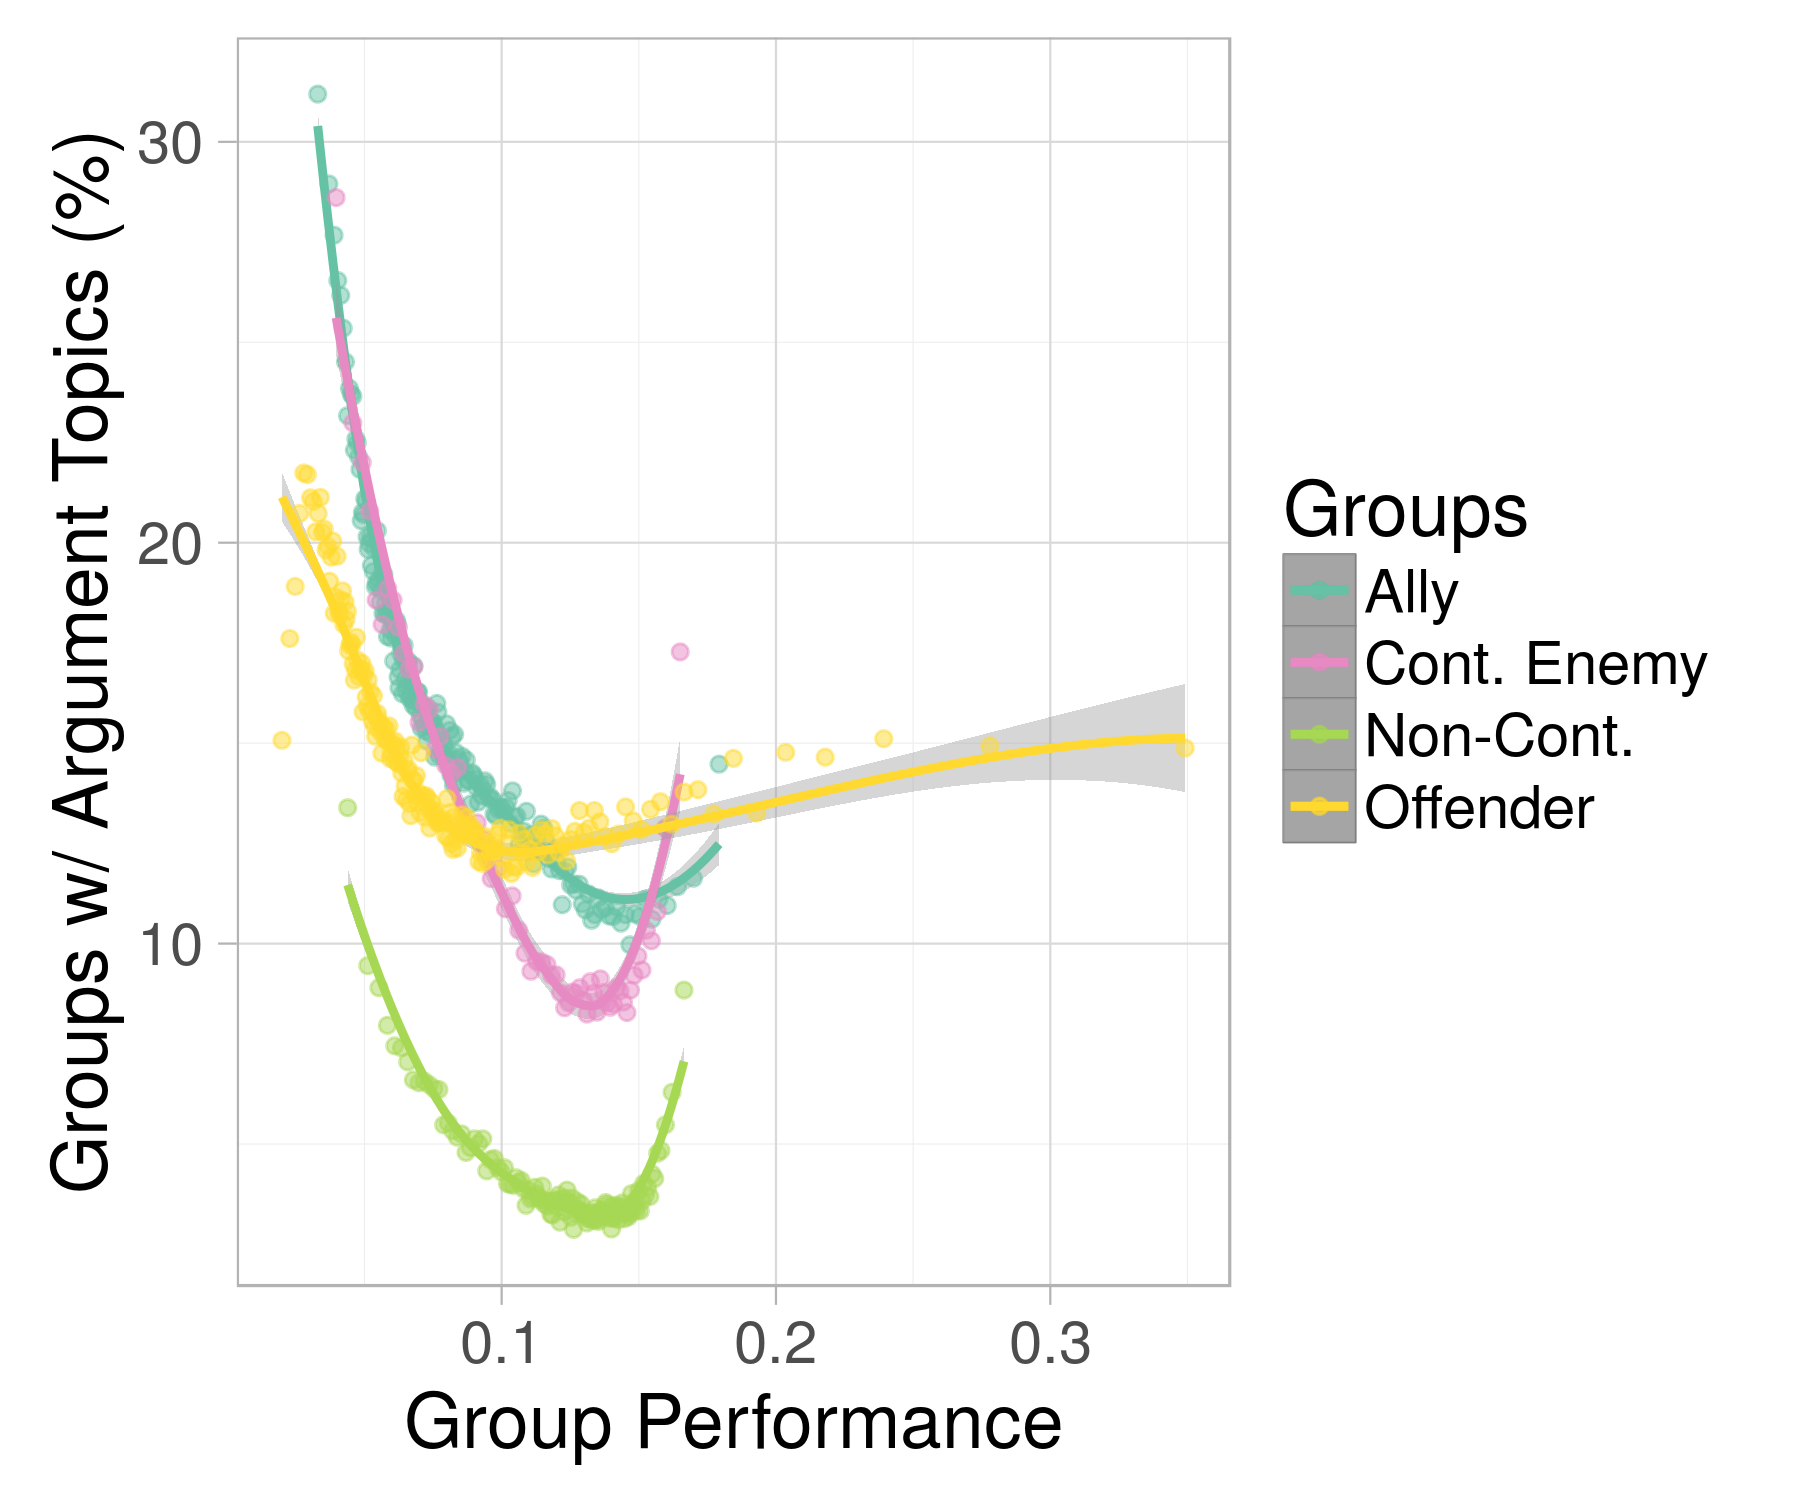 Groups w/ Argument Topics (%)
30
20
10
0.1
0.2
0.3
Group Performance
Groups
Ally
Cont. Enemy
Non-Cont.
Offender